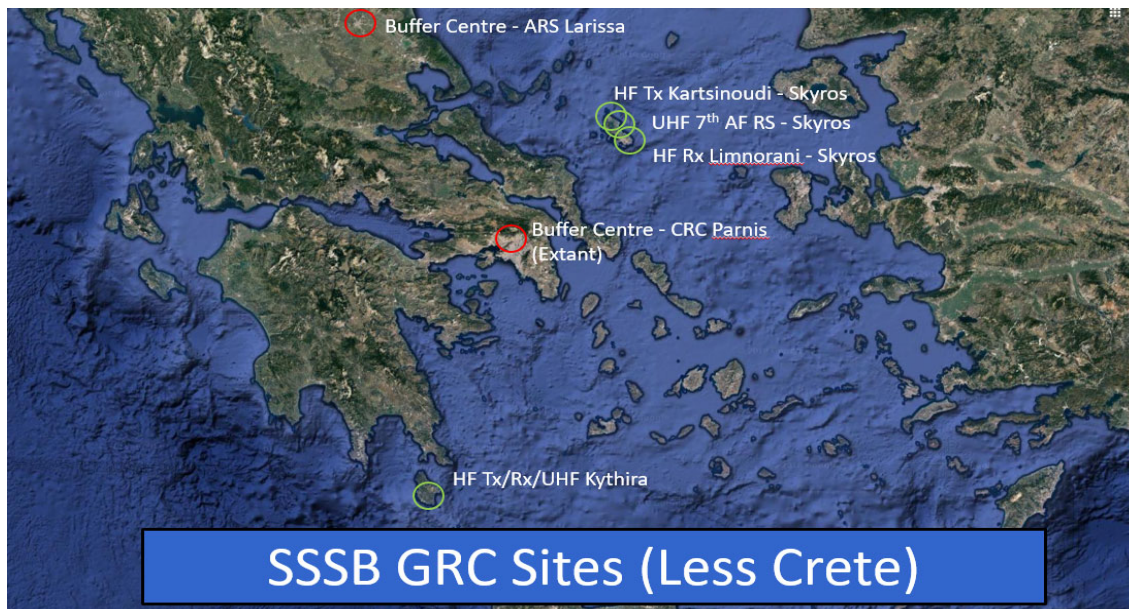 Buffer Centre - ARS Larissa
HF Tx Kartsinoudi - Skyros
UHF 7th AF RS - Skyros
HF Rx Limnorani - Skyros
Buffer Centre - CRC Parnis
(Extant)
HF Tx/Rx/UHF Kythira
SSSB GRC Sites (Less Crete)